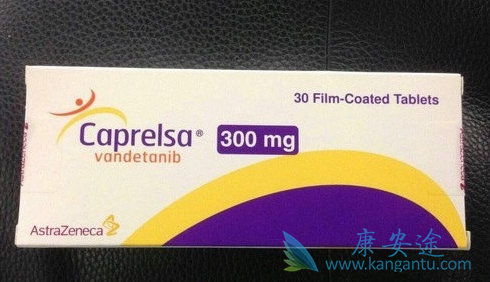 30 Film-Coated Tablets
Caprelsa® 300 mg
vandetanib
AstraZeneca
康安途
www.kangantu.com